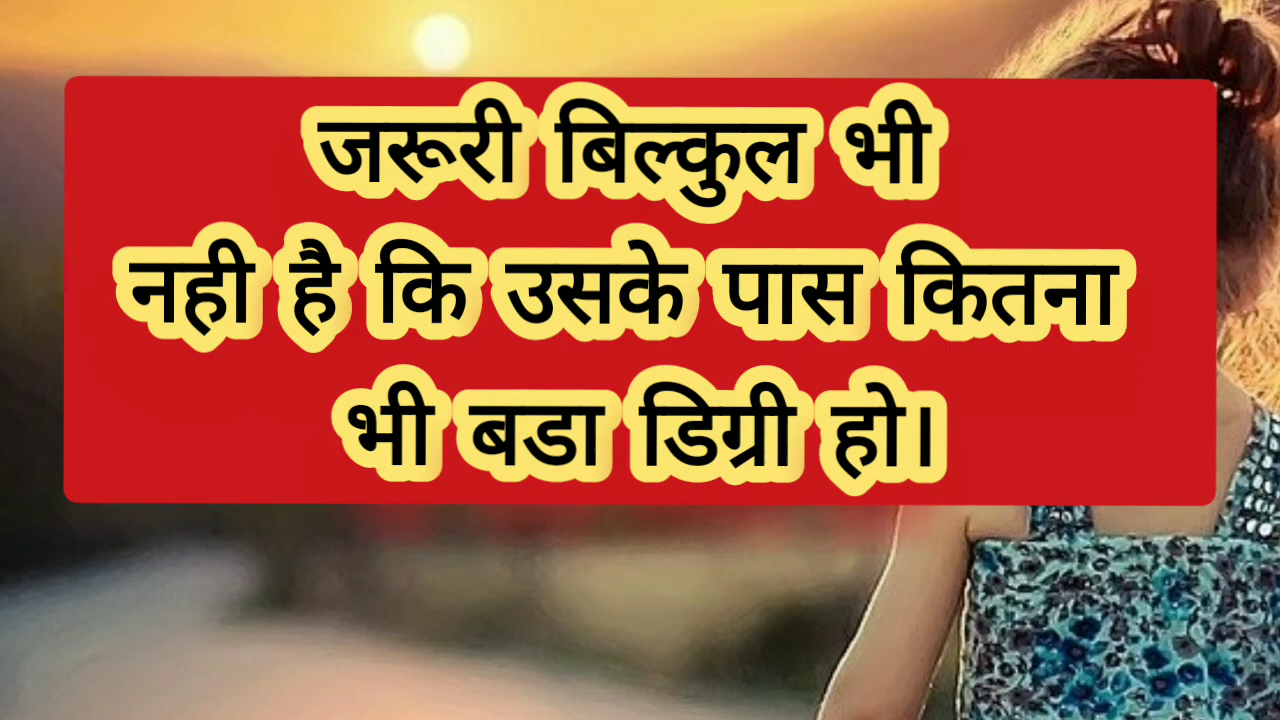 जरूरी बिल्कुल भी
नही है कि उसके पास कितना
भी बडा डिग्री हो।